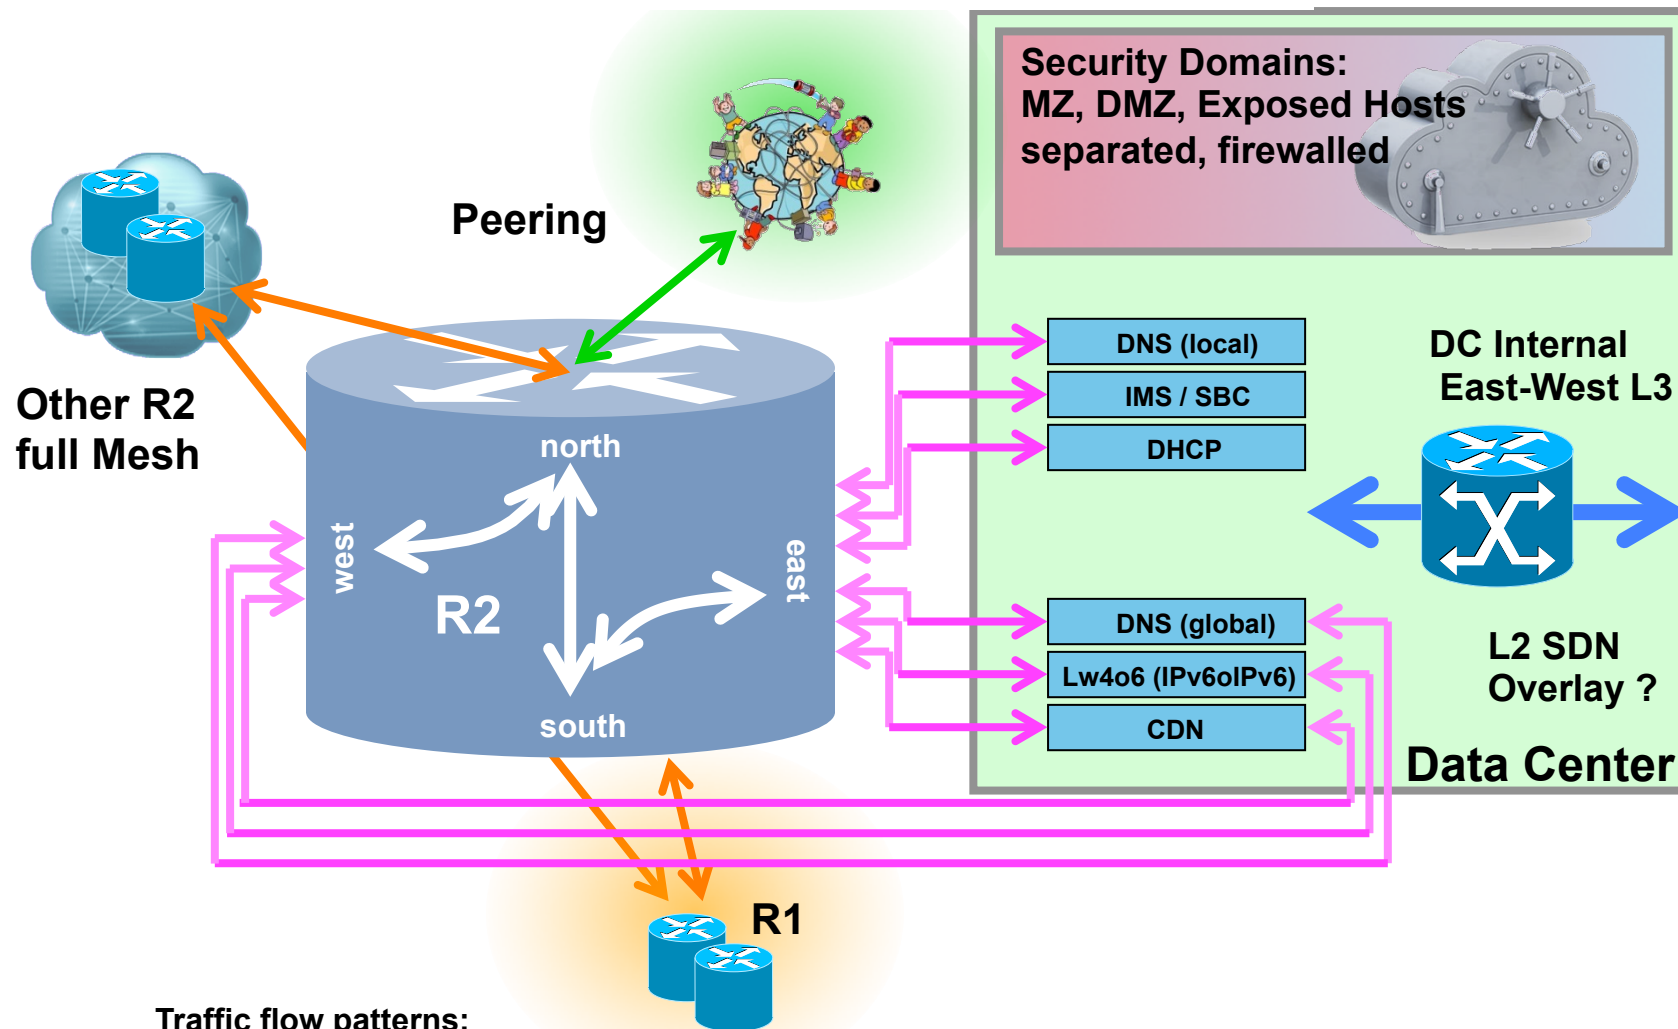 Security Domains:
MZ, DMZ, Exposed Hosts
separated, firewalled
Peering
Other R2
full Mesh
north
west
east
R2
south
DNS (local)
IMS / SBC
DHCP
DC Internal
East-West L3
DNS (global)
Lw4o6 (IPv6oIPv6)
CDN
L2 SDN
Overlay ?
Data Center
R1
Traffic flow patterns: